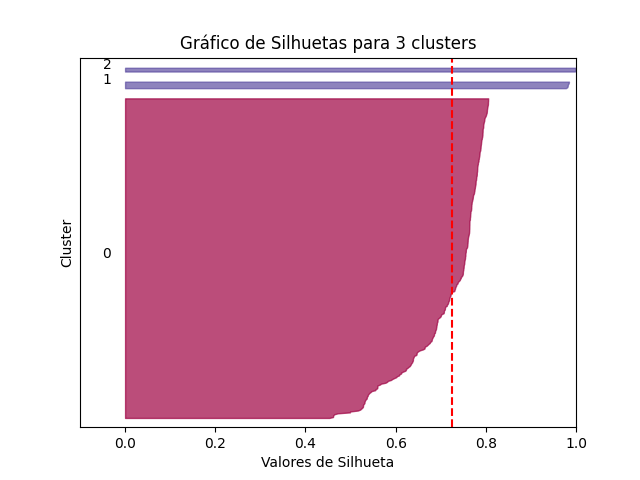 Gráfico de Silhuetas para 3 clusters
2
1
0
Cluster
0.0 0.2 0.4 0.6 0.8 1.0
Valores de Silhueta